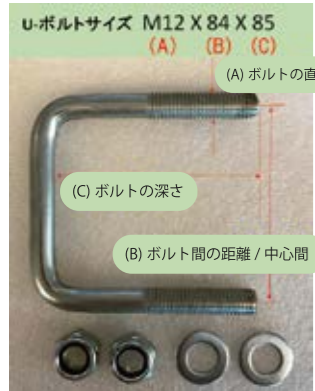 U-ボルトサイズ M12 X 84 X 85
(A) (B) (C)
(A) ボルトの直
(C) ボルトの深さ
(B) ボルト間の距離 / 中心間